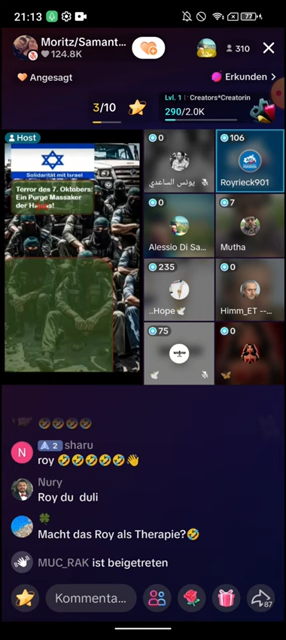 21:13
77
Moritz/Samant...
124.8K
310
Angesagt
Erkunden >
3/10
Lvl. 1
Creators*Creatorin
290/2.0K
Host
Solidarität mit Israel
Terror des 7. Oktobers:
Ein Purge Massaker
der Hamas!
0
يونس الساعدي
106
Royrieck901
0
Alessio Di Sa...
7
Mutha
235
..Hope🕊
0
Himm_ET --...
75
0
N
2 sharu
roy 🤣🤣🤣🤣🤣👋
Nury
Roy du duli
🍀
Macht das Roy als Therapie?🤣
MUC_RAK ist beigetreten
Kommenta...
87